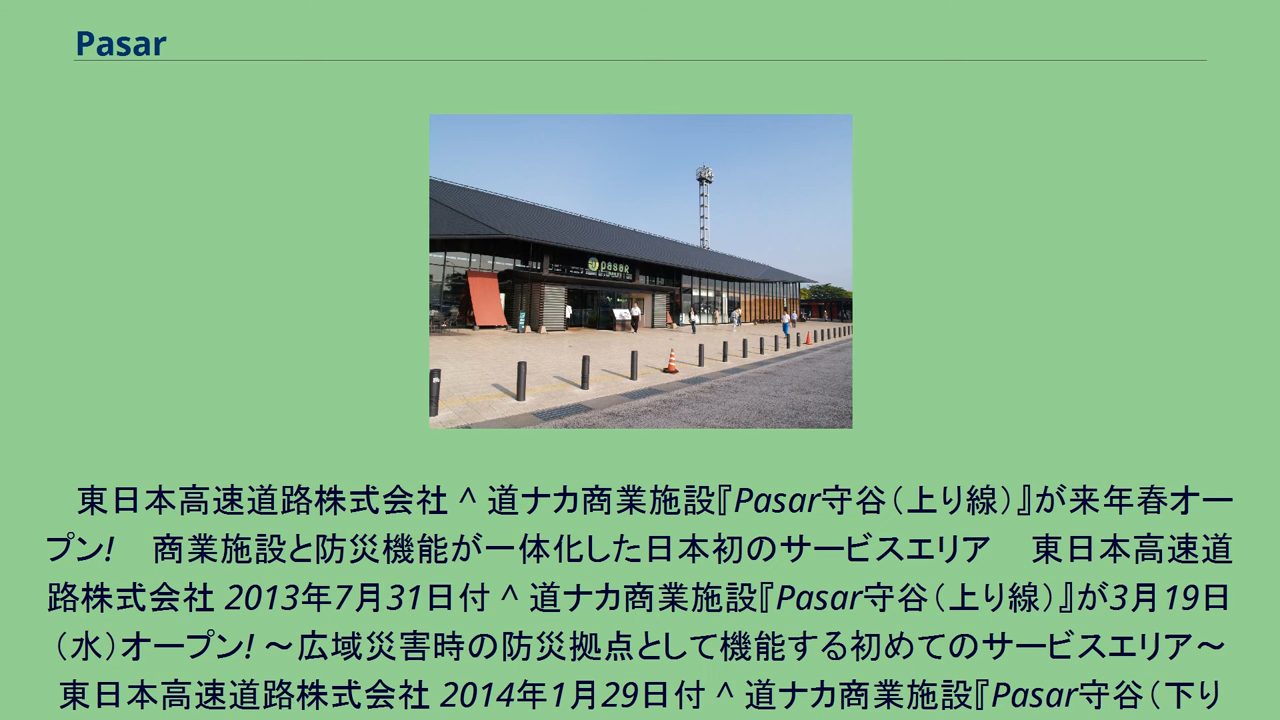 Pasar
pasar
東日本高速道路株式会社 ^ 道ナカ商業施設『Pasar守谷（上り線）』が来年春オー
プン!　商業施設と防災機能が一体化した日本初のサービスエリア　東日本高速道
路株式会社 2013年7月31日付 ^ 道ナカ商業施設『Pasar守谷（上り線）』が3月19日
（水）オープン! ～広域災害時の防災拠点として機能する初めてのサービスエリア～
東日本高速道路株式会社 2014年1月29日付 ^ 道ナカ商業施設『Pasar守谷（下り